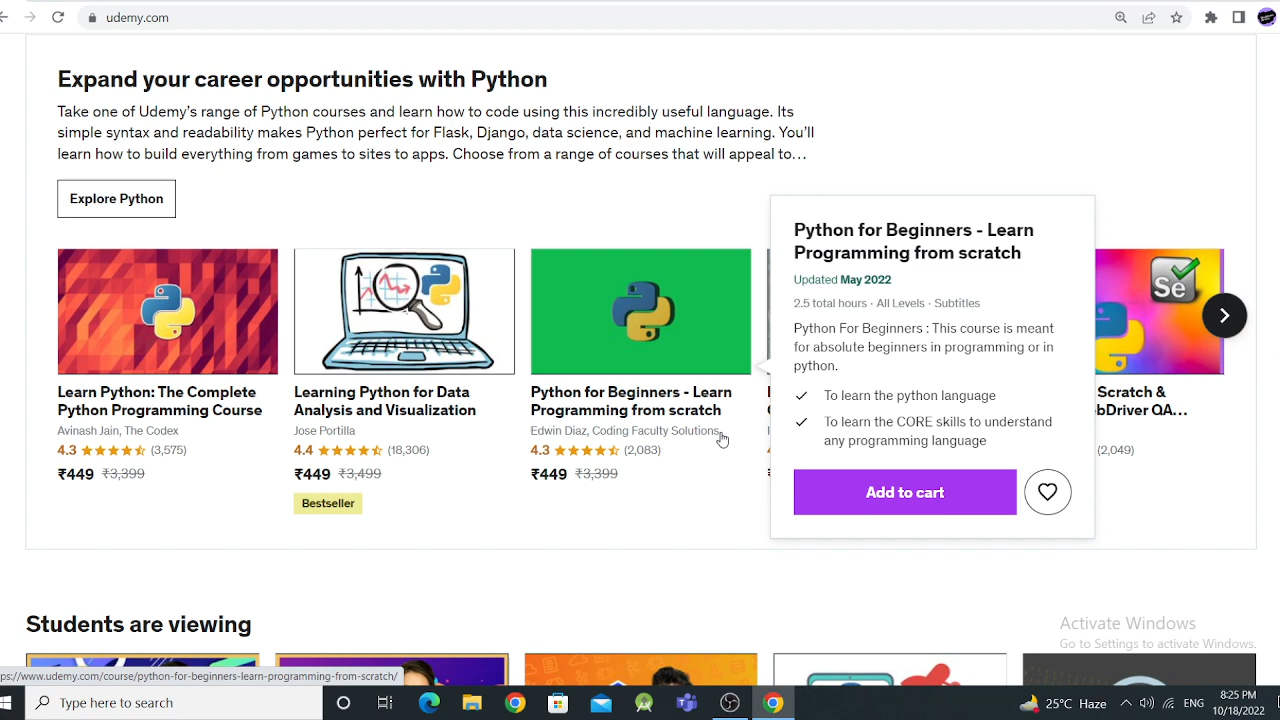 udemy.com
Expand your career opportunities with Python
Take one of Udemy's range of Python courses and learn how to code using this incredibly useful language. Its
simple syntax and readability makes Python perfect for Flask, Django, data science, and machine learning. You'll
learn how to build everything from games to sites to apps. Choose from a range of courses that will appeal to...
Explore Python
Learn Python: The Complete
Python Programming Course
Avinash Jain, The Codex
4.3 (3,575)
₹449 ₹3,399
Learning Python for Data
Analysis and Visualization
Jose Portilla
4.4 (18,306)
₹449 ₹3,499
Bestseller
Python for Beginners - Learn
Programming from scratch
Edwin Diaz, Coding Faculty Solutions
4.3 (2,083)
₹449 ₹3,399
Python for Beginners - Learn
Programming from scratch
Updated May 2022
2.5 total hours · All Levels · Subtitles
Python For Beginners : This course is meant
for absolute beginners in programming or in
python.
To learn the python language
To learn the CORE skills to understand
any programming language
Add to cart
Se
Scratch &
bDriver QA...
(2,049)
Students are viewing
Activate Windows
Go to Settings to activate Windows.
ps://www.udemy.com/course/python-for-beginners-learn-programming-from-scratch/
Type here to search
25°C Haze
ENG
8:25 PM
10/18/2022